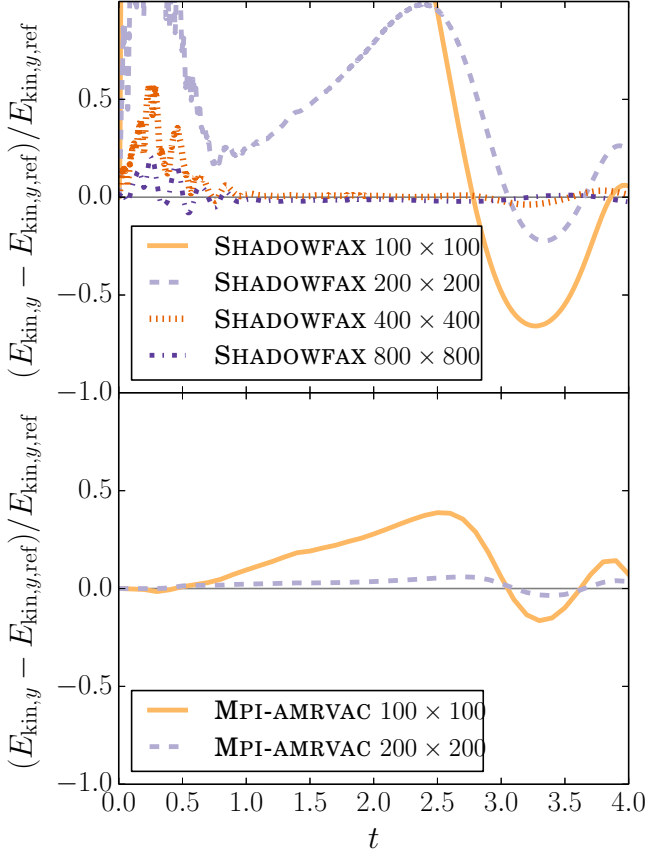 (E_kin,y − E_kin,y,ref)/E_kin,y,ref
0.5
0.0
−0.5
−1.0
SHADOWFAX 100 × 100
SHADOWFAX 200 × 200
SHADOWFAX 400 × 400
SHADOWFAX 800 × 800
(E_kin,y − E_kin,y,ref)/E_kin,y,ref
0.5
0.0
−0.5
−1.0
MPI-AMRVAC 100 × 100
MPI-AMRVAC 200 × 200
0.0 0.5 1.0 1.5 2.0 2.5 3.0 3.5 4.0
t